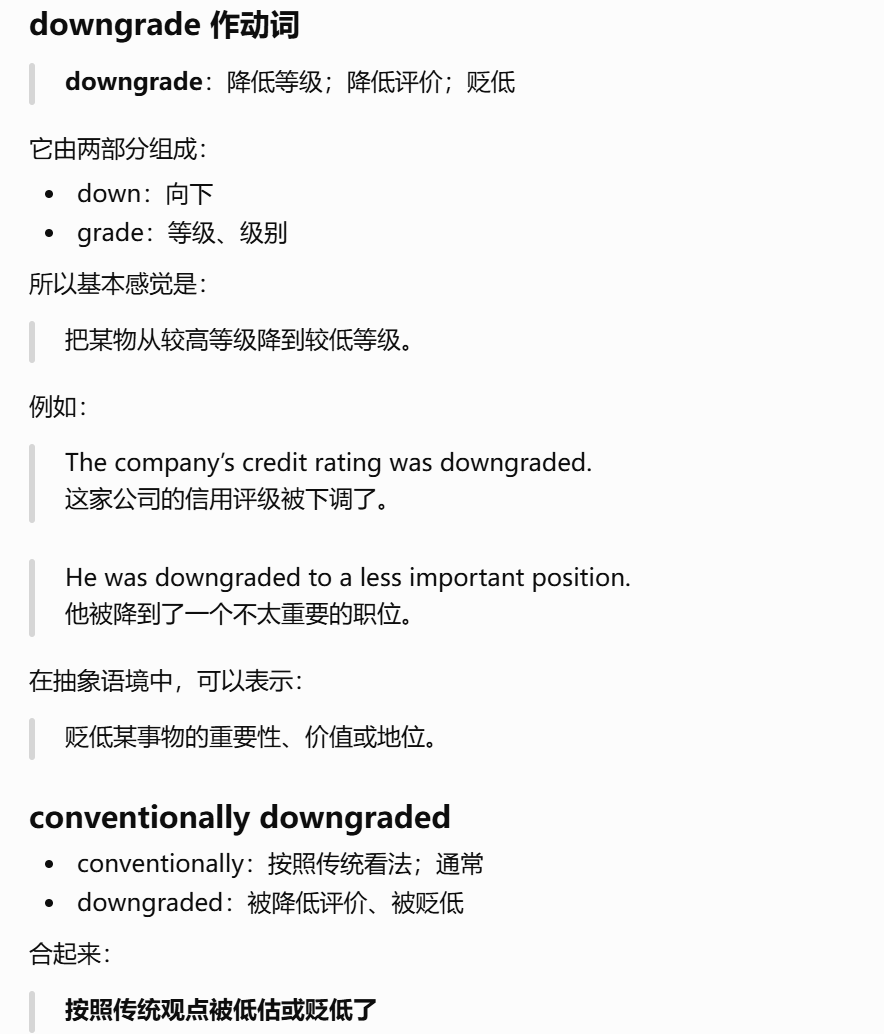 downgrade 作动词
downgrade：降低等级；降低评价；贬低
它由两部分组成：
• down：向下
• grade：等级、级别
所以基本感觉是：
把某物从较高等级降到较低等级。
例如：
The company’s credit rating was downgraded.
这家公司的信用评级被下调了。
He was downgraded to a less important position.
他被降到了一个不太重要的职位。
在抽象语境中，可以表示：
贬低某事物的重要性、价值或地位。
conventionally downgraded
• conventionally：按照传统看法；通常
• downgraded：被降低评价、被贬低
合起来：
按照传统观点被低估或贬低了